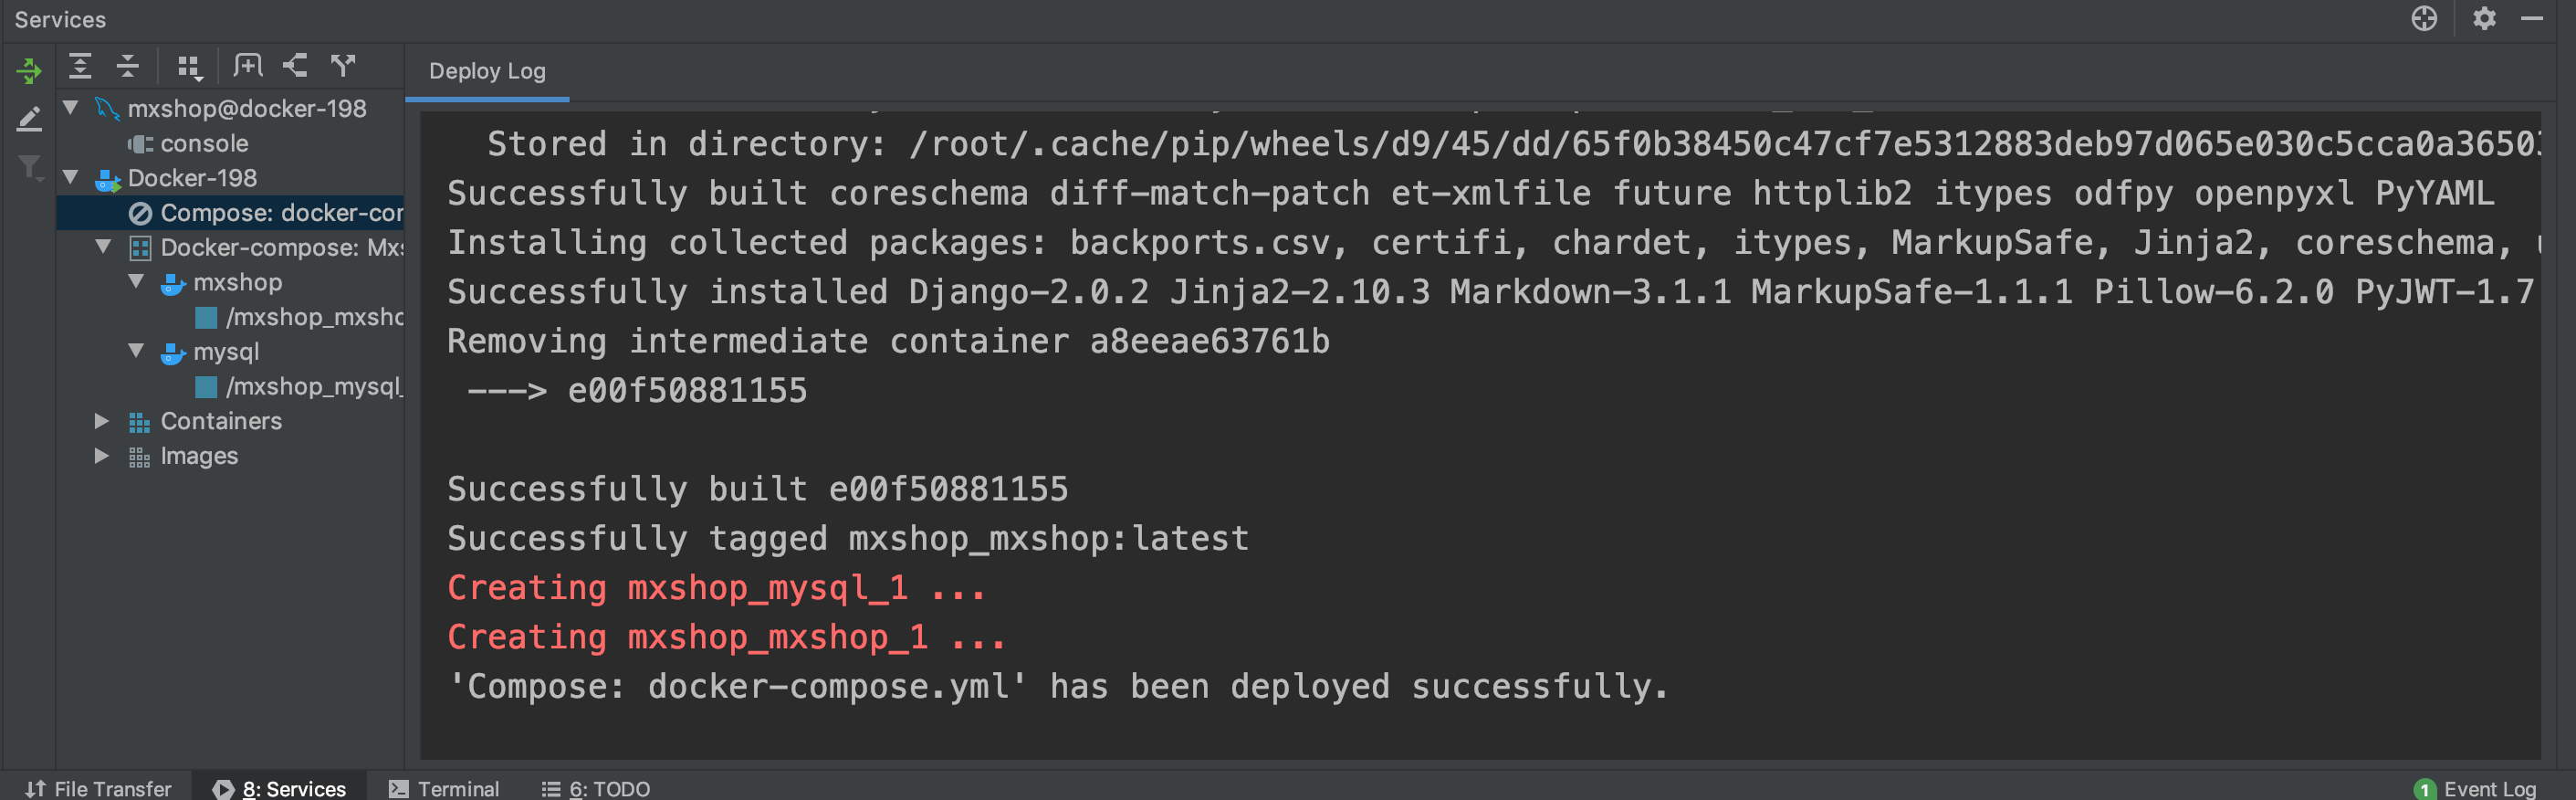 Services
Deploy Log
mxshop@docker-198
console
Docker-198
Compose: docker-cor
Docker-compose: Mxs
mxshop
/mxshop_mxsho
mysql
/mxshop_mysql_
Containers
Images
Stored in directory: /root/.cache/pip/wheels/d9/45/dd/65f0b38450c47cf7e5312883deb97d065e030c5cca0a36503
Successfully built coreschema diff-match-patch et-xmlfile future httplib2 itypes odfpy openpyxl PyYAML
Installing collected packages: backports.csv, certifi, chardet, itypes, MarkupSafe, Jinja2, coreschema,
Successfully installed Django-2.0.2 Jinja2-2.10.3 Markdown-3.1.1 MarkupSafe-1.1.1 Pillow-6.2.0 PyJWT-1.7
Removing intermediate container a8eeae63761b
---> e00f50881155
Successfully built e00f50881155
Successfully tagged mxshop_mxshop:latest
Creating mxshop_mysql_1 ...
Creating mxshop_mxshop_1 ...
'Compose: docker-compose.yml' has been deployed successfully.
File Transfer
8: Services
Terminal
6: TODO
1 Event Log